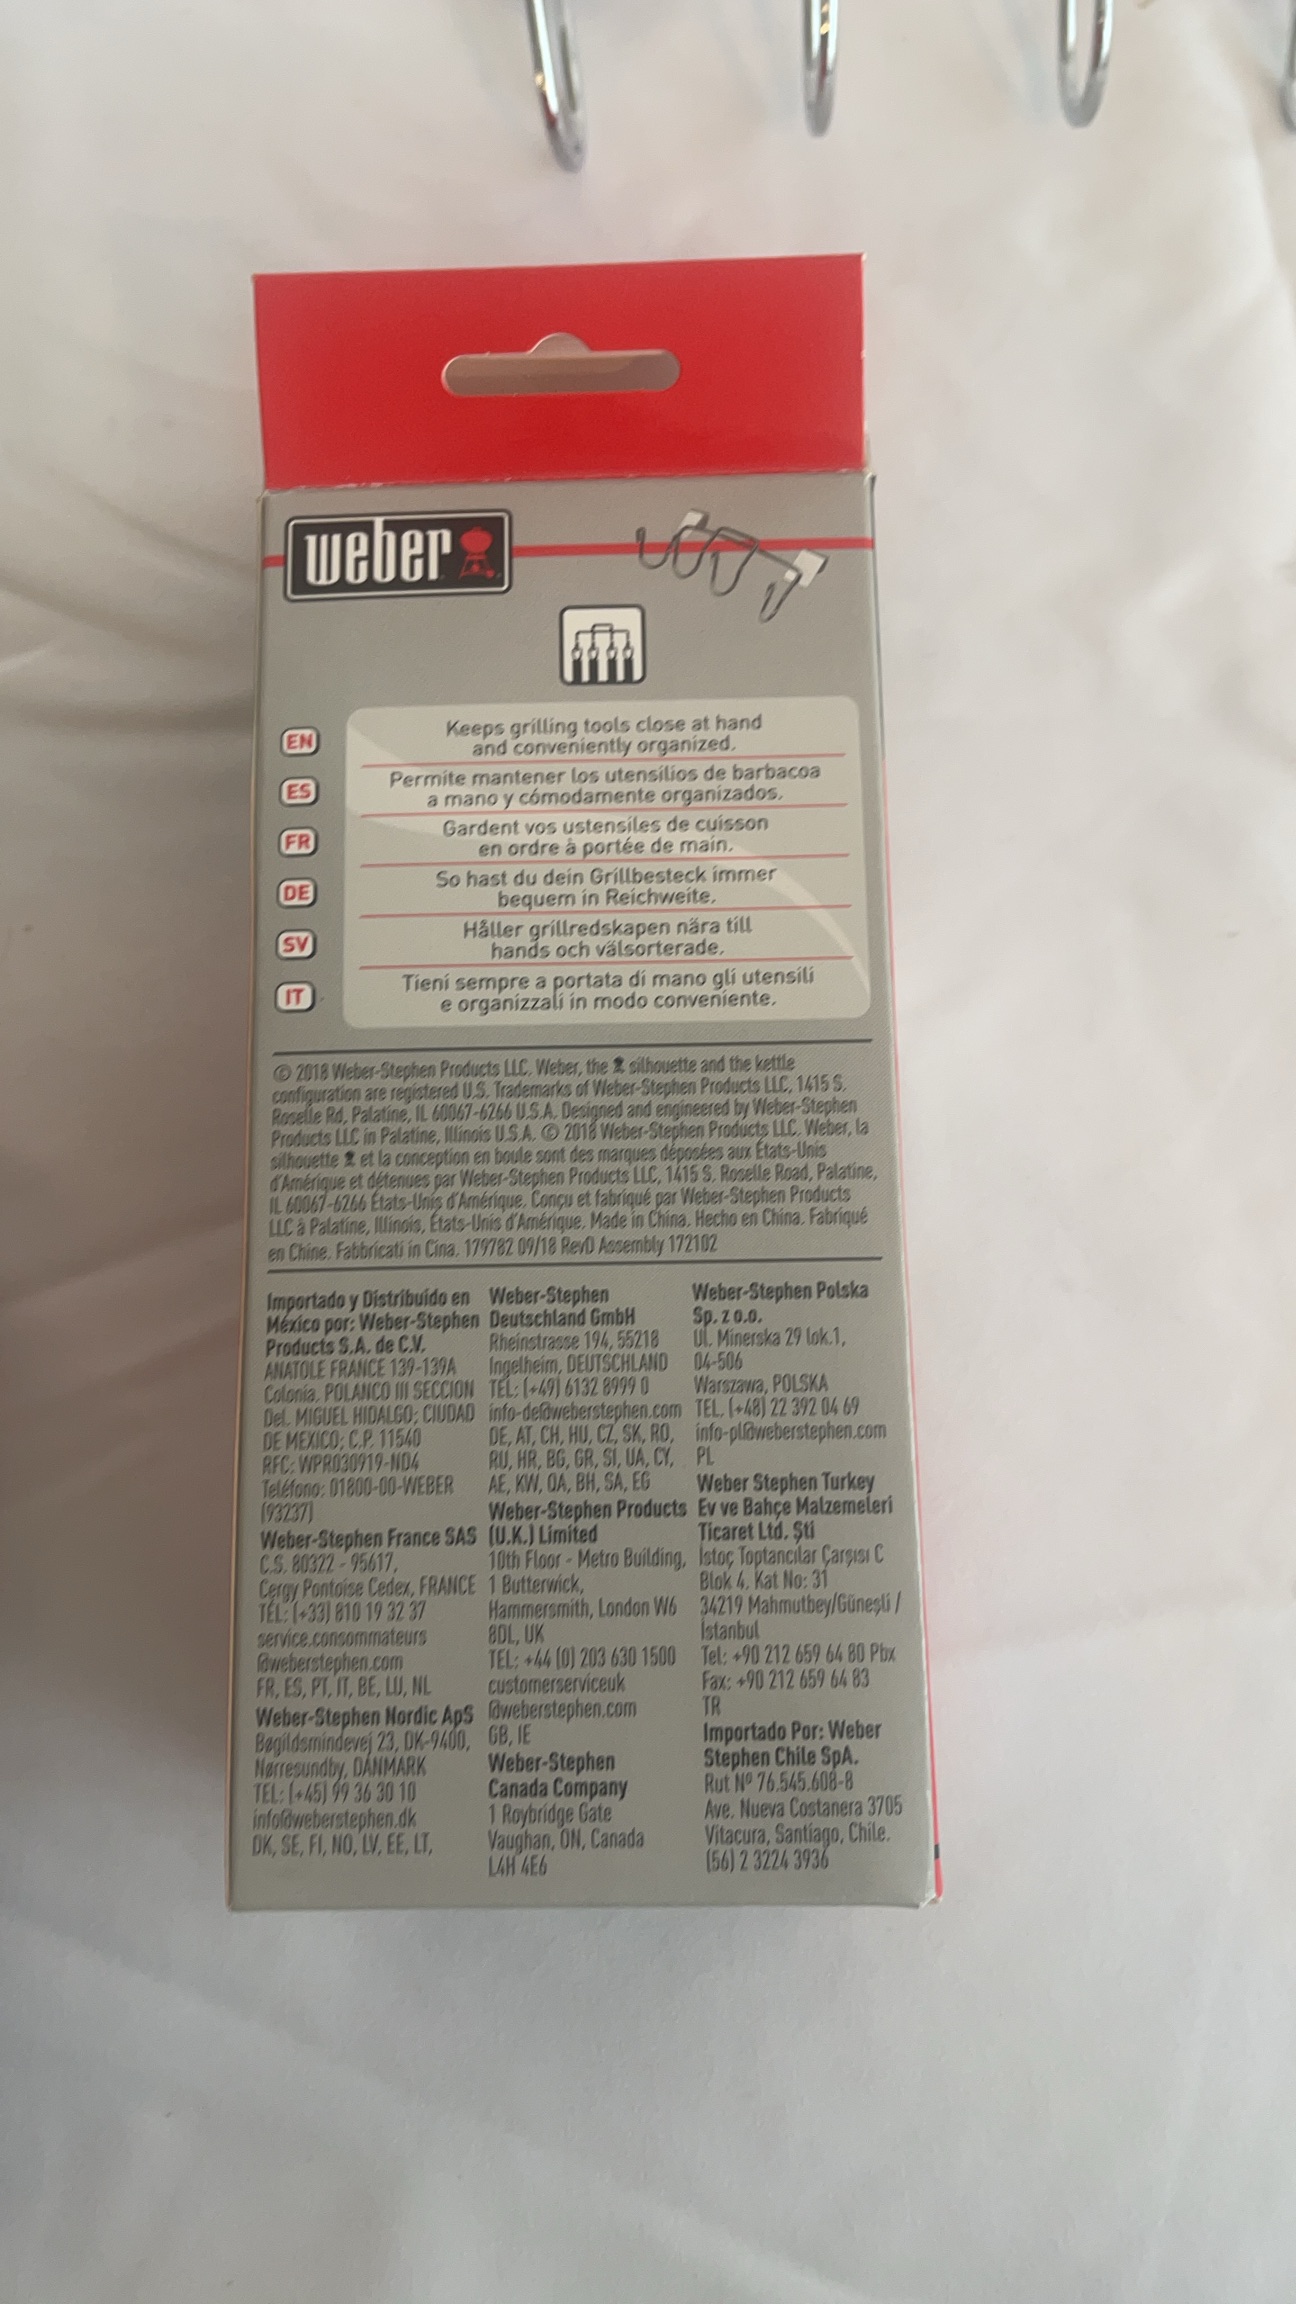 weber
EN
Keeps grilling tools close at hand
and conveniently organized.
ES
Permite mantener los utensilios de barbacoa
a mano y cómodamente organizados.
FR
Gardent vos ustensiles de cuisson
en ordre à portée de main.
DE
So hast du dein Grillbesteck immer
bequem in Reichweite.
SV
Håller grillredskapen nära till
hands och välsorterade.
IT
Tieni sempre a portata di mano gli utensili
e organizzali in modo conveniente.
© 2018 Weber-Stephen Products LLC. Weber, the silhouette and the kettle
configuration are registered U.S. Trademarks of Weber-Stephen Products LLC, 1415 S.
Roselle Rd, Palatine, IL 60067-6266 U.S.A. Designed and engineered by Weber-Stephen
Products LLC in Palatine, Illinois U.S.A. © 2018 Weber-Stephen Products LLC. Weber, la
silhouette et la conception en boule sont des marques déposées aux États-Unis
d'Amérique et détenues par Weber-Stephen Products LLC, 1415 S. Roselle Road, Palatine,
IL 60067-6266 États-Unis d'Amérique. Conçu et fabriqué par Weber-Stephen Products
LLC à Palatine, Illinois, États-Unis d'Amérique. Made in China. Hecho en China. Fabriqué
en Chine. Fabbricati in Cina. 179782 09/18 RevD Assembly 172102
Importado y Distribuido en
México por: Weber-Stephen
Products S.A. de C.V.
ANATOLE FRANCE 139-139A
Colonia. POLANCO III SECCION
Del. MIGUEL HIDALGO; CIUDAD
DE MEXICO; C.P. 11540
RFC: WPR030919-ND4
Teléfono: 01800-00-WEBER
(93237)
Weber-Stephen France SAS
C.S. 80322 - 95617,
Cergy Pontoise Cedex, FRANCE
TÉL: (+33) 810 19 32 37
service.consommateurs
@weberstephen.com
FR, ES, PT, IT, BE, LU, NL
Weber-Stephen Nordic ApS
Bøgildsmindevej 23, DK-9400,
Nørresundby, DANMARK
TEL: (+45) 99 36 30 10
info@weberstephen.dk
DK, SE, FI, NO, LV, EE, LT,
Weber-Stephen
Deutschland GmbH
Rheinstrasse 194, 55218
Ingelheim, DEUTSCHLAND
TEL: (+49) 6132 8999 0
info-de@weberstephen.com
DE, AT, CH, HU, CZ, SK, RO,
RU, HR, BG, GR, SI, UA, CY,
AE, KW, QA, BH, SA, EG
Weber-Stephen Products
(U.K.) Limited
10th Floor - Metro Building,
1 Butterwick,
Hammersmith, London W6
8DL, UK
TEL: +44 (0) 203 630 1500
customerserviceuk
@weberstephen.com
GB, IE
Weber-Stephen
Canada Company
1 Roybridge Gate
Vaughan, ON, Canada
L4H 4E6
Weber-Stephen Polska
Sp. z o.o.
Ul. Minerska 29 lok.1,
04-506
Warszawa, POLSKA
TEL. (+48) 22 392 04 69
info-pl@weberstephen.com
PL
Weber Stephen Turkey
Ev ve Bahçe Malzemeleri
Ticaret Ltd. Şti
İstoç Toptancılar Çarşısı C
Blok 4. Kat No: 31
34219 Mahmutbey/Güneşli /
İstanbul
Tel: +90 212 659 64 80 Pbx
Fax: +90 212 659 64 83
TR
Importado Por: Weber
Stephen Chile SpA.
Rut Nº 76.545.608-8
Ave. Nueva Costanera 3705
Vitacura, Santiago, Chile.
(56) 2 3224 3936